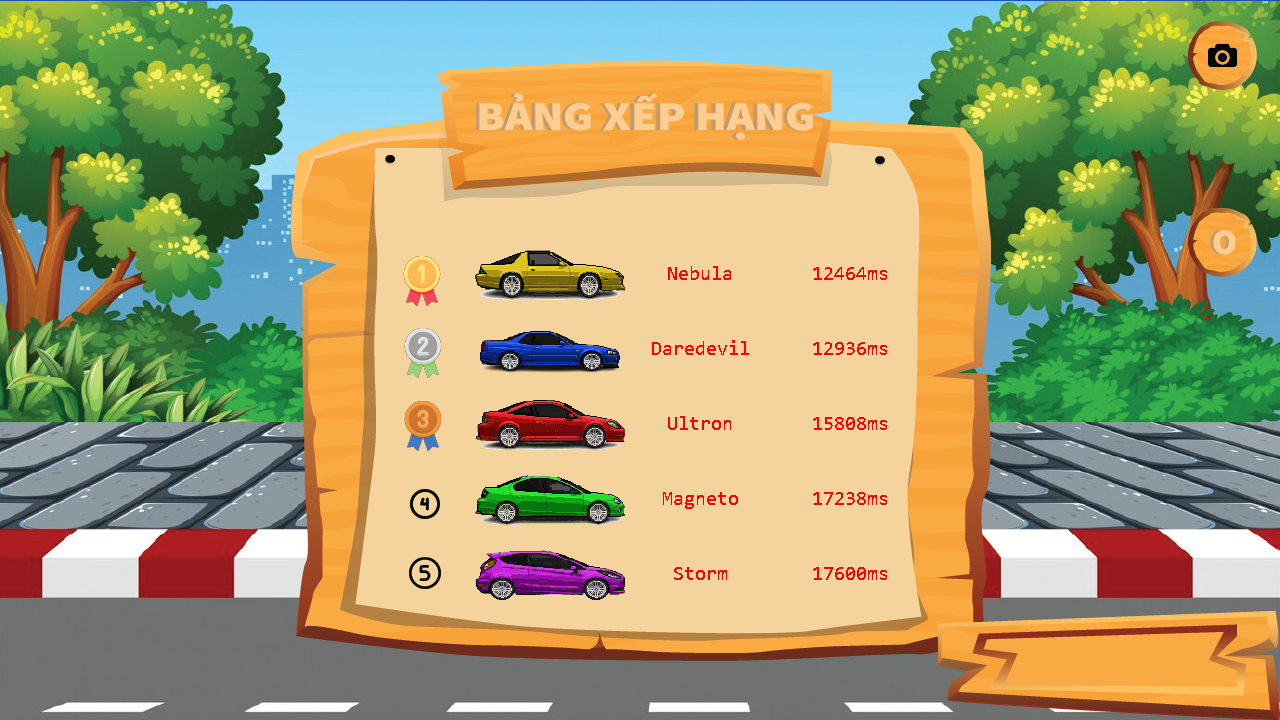 BẢNG XẾP HẠNG
1 Nebula 12464ms
2 Daredevil 12936ms
3 Ultron 15808ms
4 Magneto 17238ms
5 Storm 17600ms
O